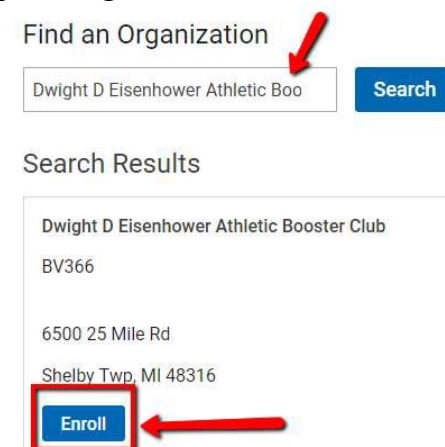 Find an Organization
Dwight D Eisenhower Athletic Boo
Search
Search Results
Dwight D Eisenhower Athletic Booster Club
BV366
6500 25 Mile Rd
Shelby Twp, MI 48316
Enroll